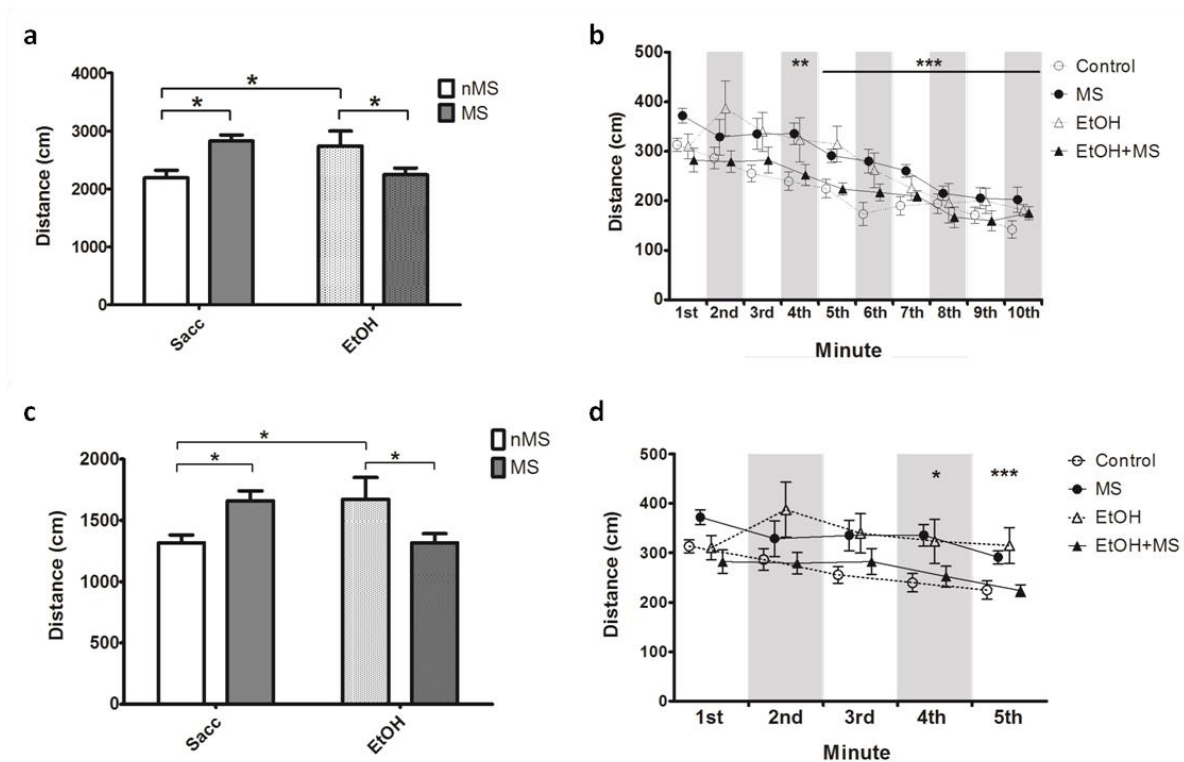 a
4000
3000
2000
1000
0
Distance (cm)
*
*
*
nMS
MS
Sacc
EtOH
b
500
400
300
200
100
0
Distance (cm)
**
***
Control
MS
EtOH
EtOH+MS
1st 2nd 3rd 4th 5th 6th 7th 8th 9th 10th
Minute
c
2000
1500
1000
500
0
Distance (cm)
*
*
*
nMS
MS
Sacc
EtOH
d
500
400
300
200
100
0
Distance (cm)
*
***
Control
MS
EtOH
EtOH+MS
1st 2nd 3rd 4th 5th
Minute